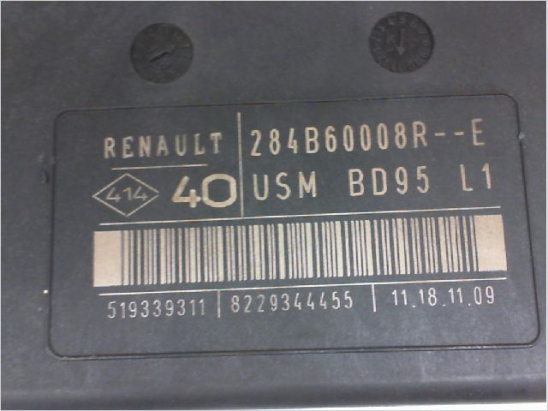 RENAULT 284B60008R--E
414 40 USM BD95 L1
519339311 | 8229344455 | 11.18.11.09